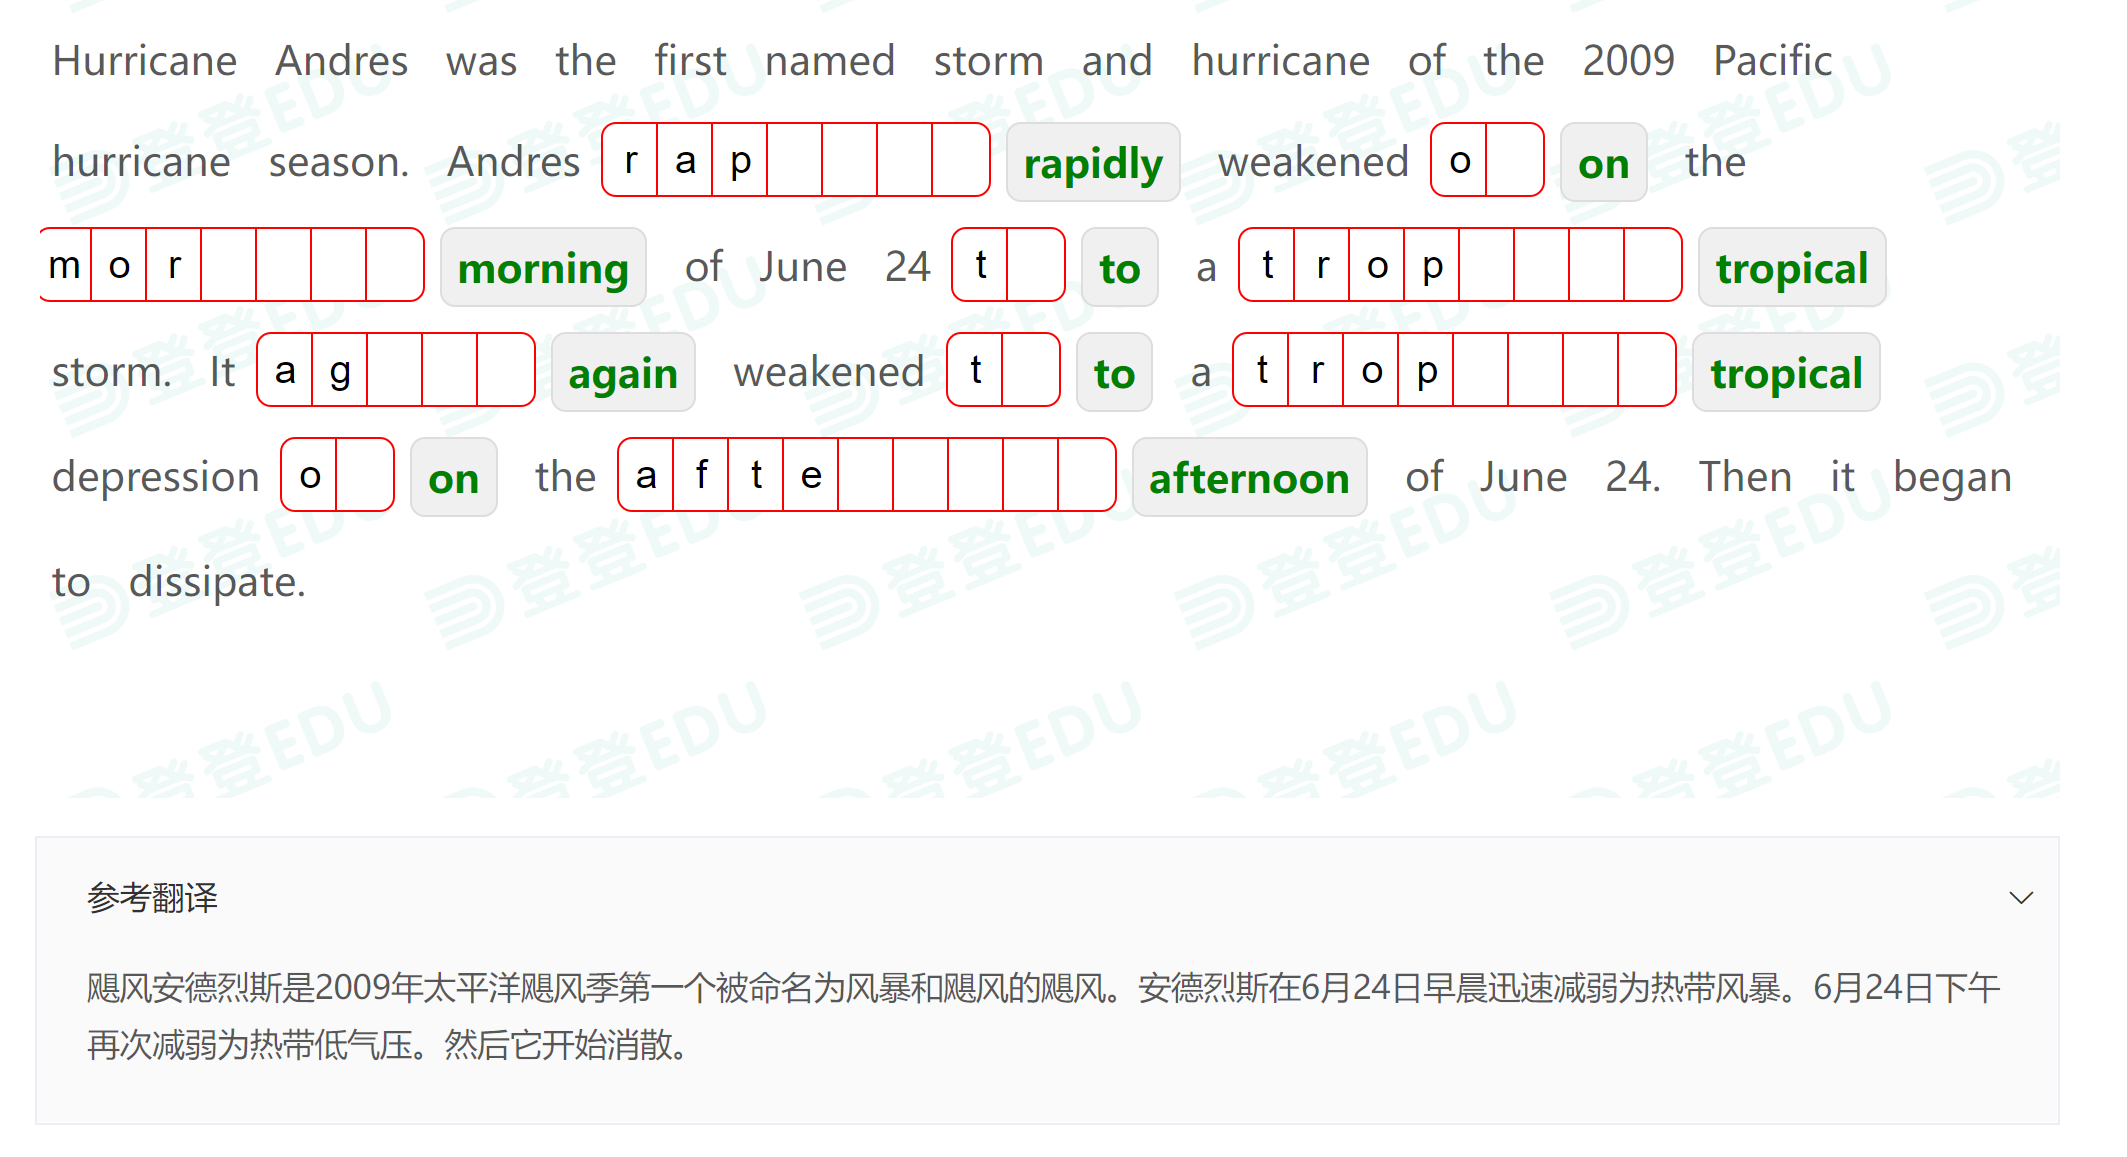 Hurricane Andres was the first named storm and hurricane of the 2009 Pacific
hurricane season. Andres r a p rapidly weakened o on the
m o r morning of June 24 t to a t r o p tropical
storm. It a g again weakened t to a t r o p tropical
depression o on the a f t e afternoon of June 24. Then it began
to dissipate.
参考翻译
飓风安德烈斯是2009年太平洋飓风季第一个被命名为风暴和飓风的飓风。安德烈斯在6月24日早晨迅速减弱为热带风暴。6月24日下午
再次减弱为热带低气压。然后它开始消散。